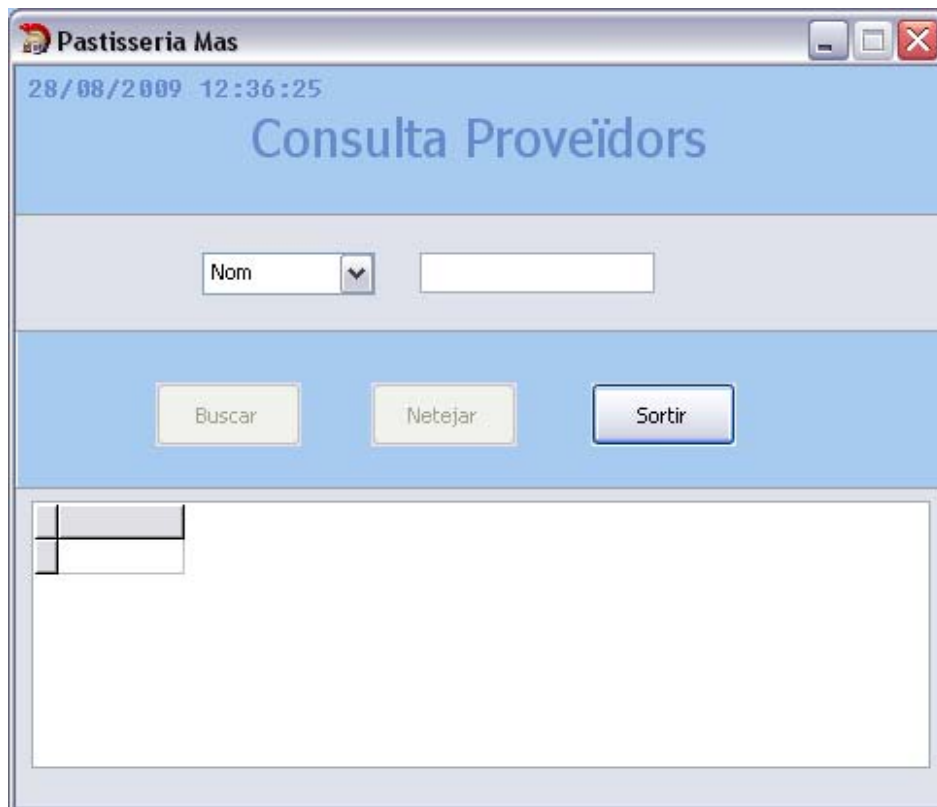 Pastisseria Mas
28/08/2009 12:36:25
Consulta Proveïdors
Nom
Buscar Netejar Sortir